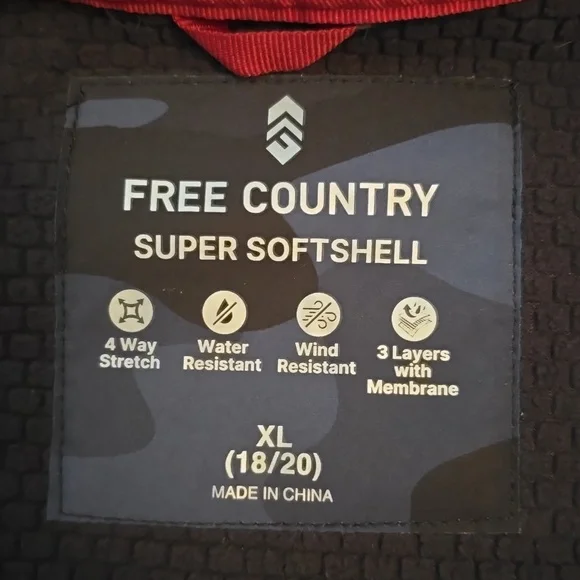 FREE COUNTRY
SUPER SOFTSHELL
4 Way
Stretch
Water
Resistant
Wind
Resistant
3 Layers
with
Membrane
XL
(18/20)
MADE IN CHINA